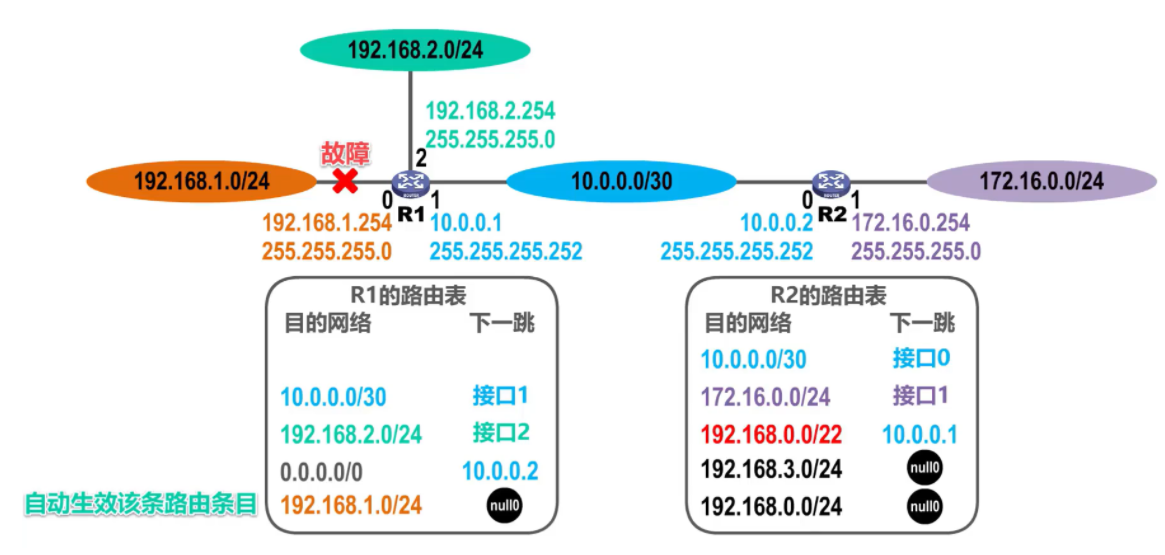 192.168.2.0/24
192.168.2.254
255.255.255.0
故障
2
192.168.1.0/24
10.0.0.0/30
172.16.0.0/24
0
R1
1
0
R2
1
192.168.1.254
255.255.255.0
10.0.0.1
255.255.255.252
10.0.0.2
255.255.255.252
172.16.0.254
255.255.255.0
R1的路由表
目的网络 下一跳
10.0.0.0/30 接口1
192.168.2.0/24 接口2
0.0.0.0/0 10.0.0.2
自动生效该条路由条目
192.168.1.0/24 null0
R2的路由表
目的网络 下一跳
10.0.0.0/30 接口0
172.16.0.0/24 接口1
192.168.0.0/22 10.0.0.1
192.168.3.0/24 null0
192.168.0.0/24 null0